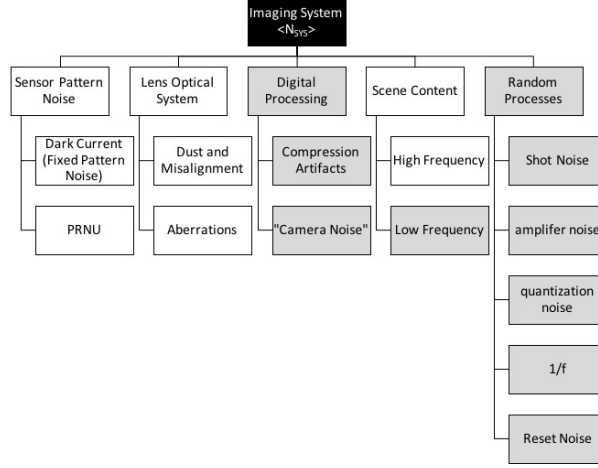 Imaging System
<N_SYS>
Sensor Pattern
Noise
Lens Optical
System
Digital
Processing
Scene Content
Random
Processes
Dark Current
(Fixed Pattern
Noise)
PRNU
Dust and
Misalignment
Aberrations
Compression
Artifacts
"Camera Noise"
High Frequency
Low Frequency
Shot Noise
amplifer noise
quantization
noise
1/f
Reset Noise